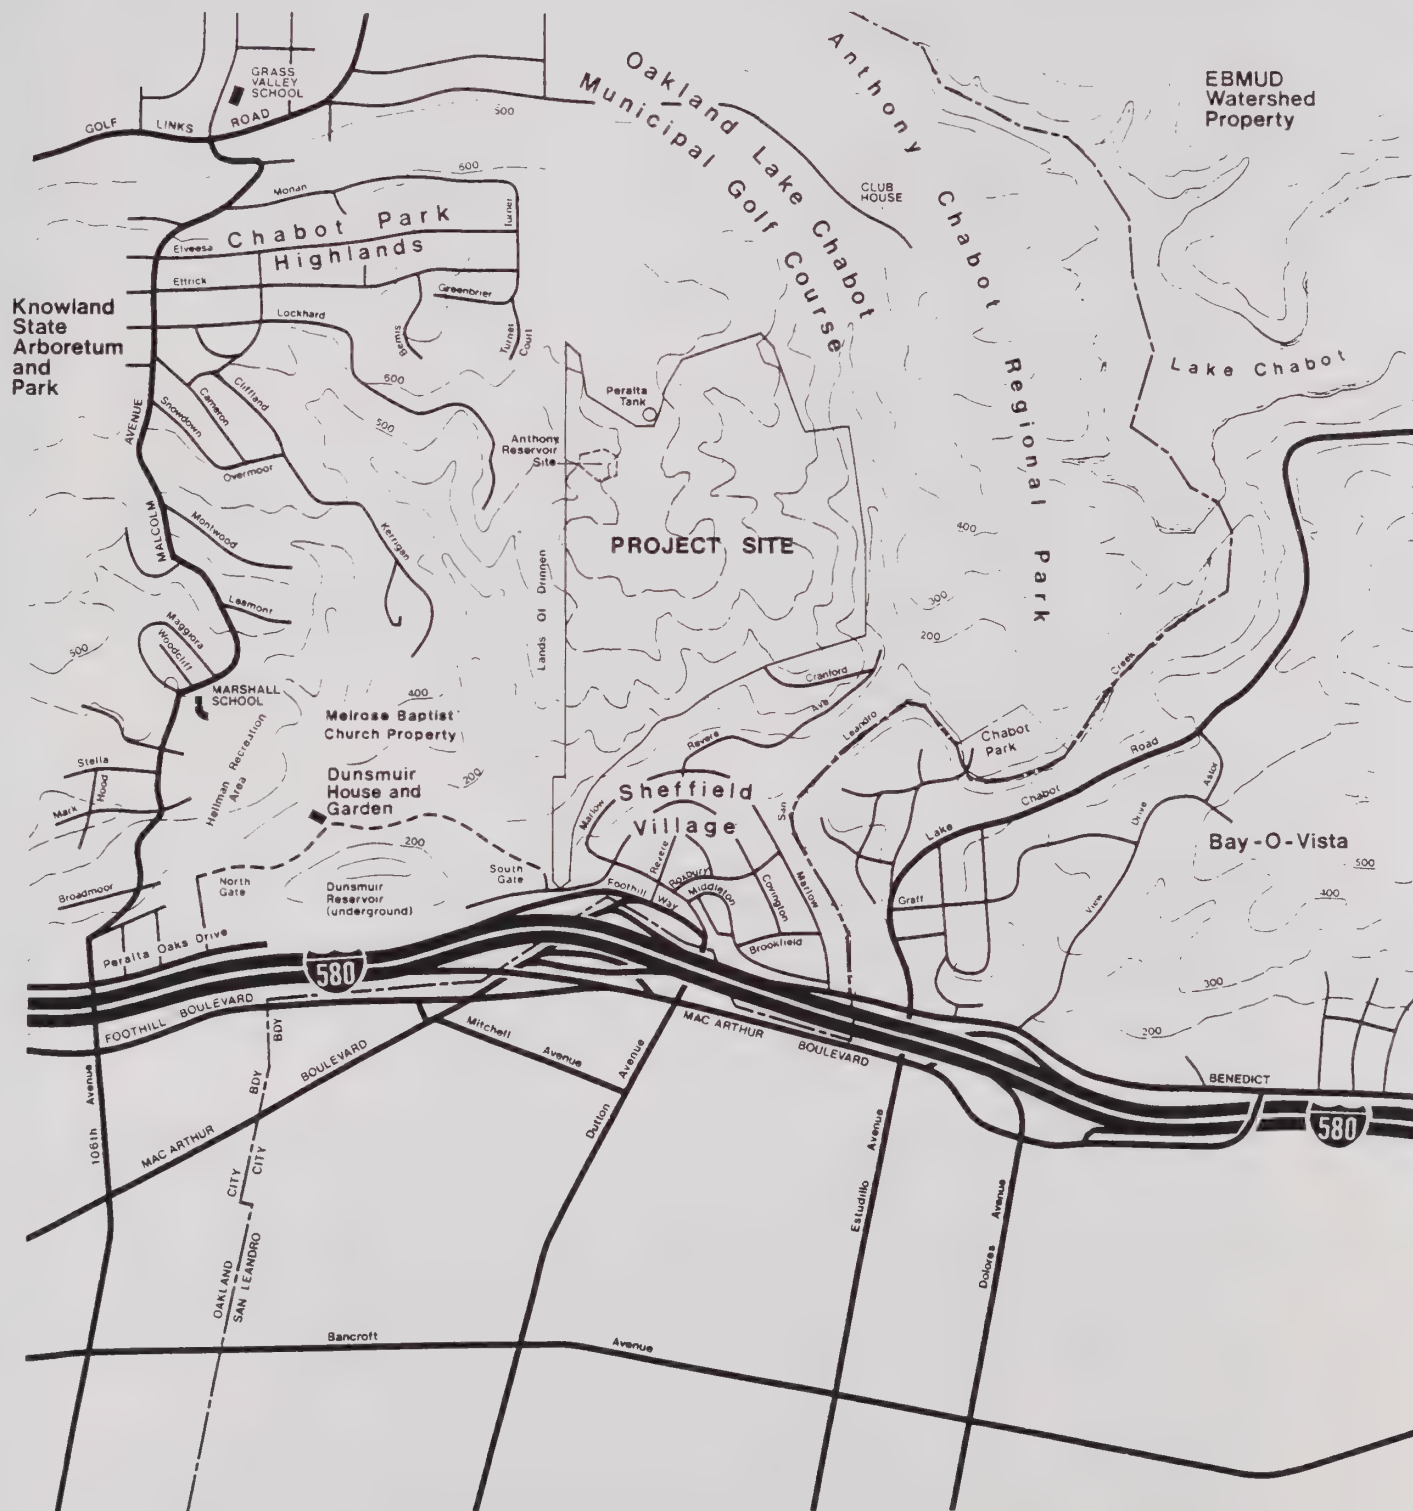 GRASS
VALLEY
SCHOOL
GOLF LINKS ROAD
500
Oakland Lake Chabot
Municipal Golf Course
Anthony Chabot Regional Park
EBMUD
Watershed
Property
CLUB
HOUSE
600
Monan
Turner
Elveesa
Chabot Park
Highlands
Ettrick
Greenbrier
Lockhard
Bemis
Turner
Court
Knowland
State
Arboretum
and
Park
Lake Chabot
Cliffland
Cameron
Snowdown
Overmoor
500
500
Peralta
Tank
Anthony
Reservoir
Site
MALCOLM AVENUE
Montwood
Kerrigan
PROJECT SITE
400
Lands Of Drinnen
300
200
Leamont
Maggiora
Woodcliff
500
MARSHALL
SCHOOL
400
Melrose Baptist
Church Property
Hellman Recreation
Area
Cranford
Revere Ave
San Leandro Creek
Chabot
Park
Lake Chabot Road
Astor
Stella
Hood
Mark
Dunsmuir
House and
Garden
200
200
Sheffield
Village
Marlow
Revere
Roxbury
Middleton
Covington
Marlow
Brookfield
Foothill Way
View Drive
Bay-O-Vista
500
400
Graff
South
Gate
North
Gate
Dunsmuir
Reservoir
(underground)
Broadmoor
Peralta Oaks Drive
580
FOOTHILL BOULEVARD
BDY
BDY
CITY
CITY
OAKLAND
SAN LEANDRO
MAC ARTHUR BOULEVARD
Mitchell Avenue
Dutton Avenue
MAC ARTHUR BOULEVARD
300
200
BENEDICT
580
106th Avenue
Estudillo Avenue
Dolores Avenue
Bancroft Avenue